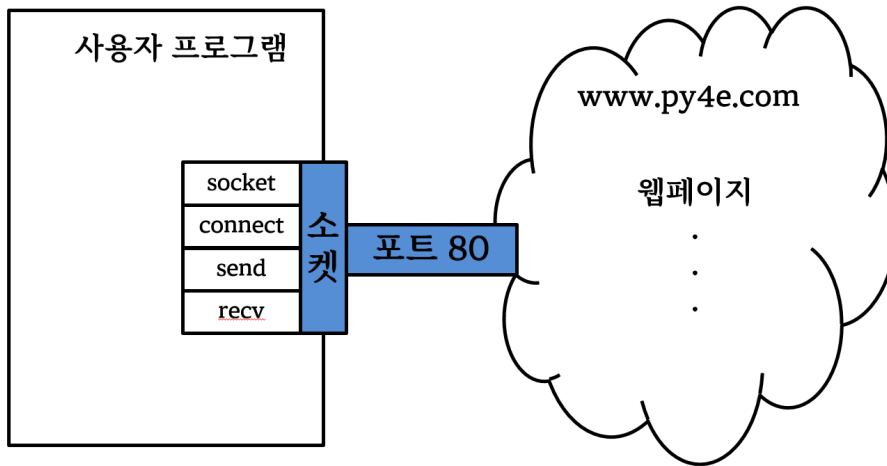 사용자 프로그램
socket
connect
send
recv
소켓
포트 80
www.py4e.com
웹페이지
.
.
.